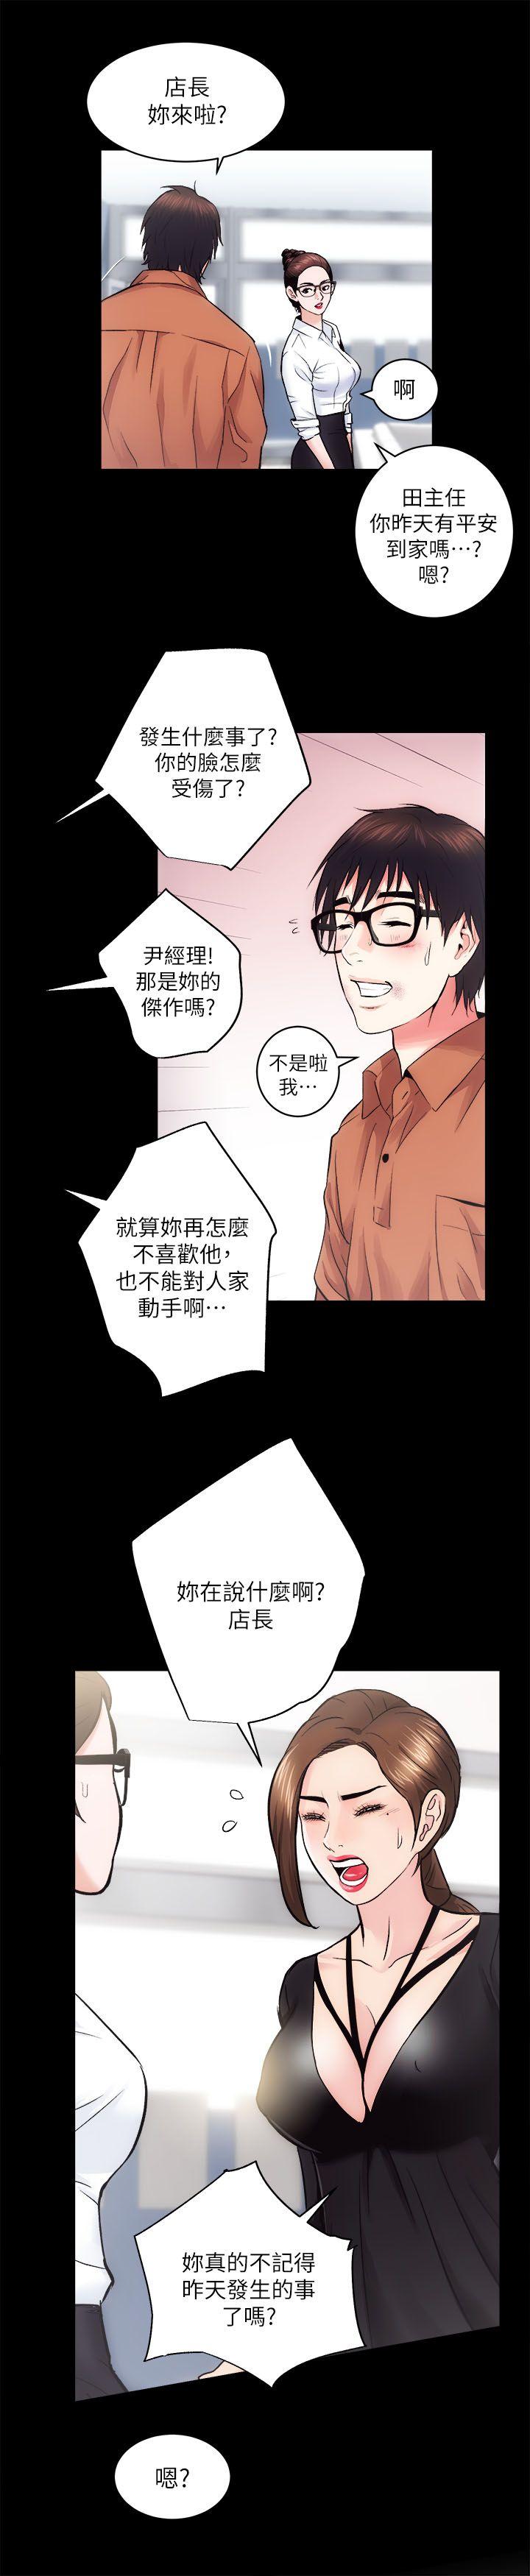 店長
妳來啦?
啊
田主任
你昨天有平安
到家嗎⋯?
嗯?
發生什麼事了?
你的臉怎麼
受傷了?
尹經理!
那是妳的
傑作嗎?
不是啦
我⋯
就算妳再怎麼
不喜歡他,
也不能對人家
動手啊⋯
妳在說什麼啊?
店長
妳真的不記得
昨天發生的事
了嗎?
嗯?